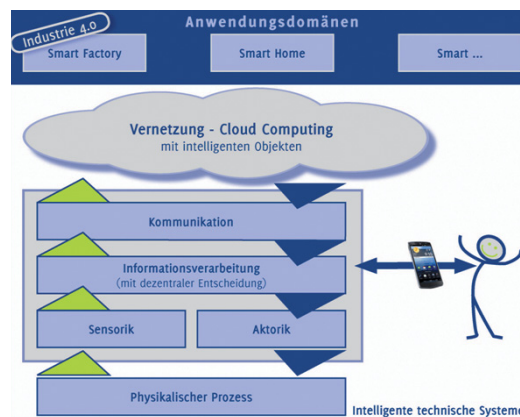 Anwendungsdomänen
Industrie 4.0
Smart Factory
Smart Home
Smart ...
Vernetzung - Cloud Computing
mit intelligenten Objekten
Kommunikation
Informationsverarbeitung
(mit dezentraler Entscheidung)
Sensorik
Aktorik
Physikalischer Prozess
Intelligente technische Systeme